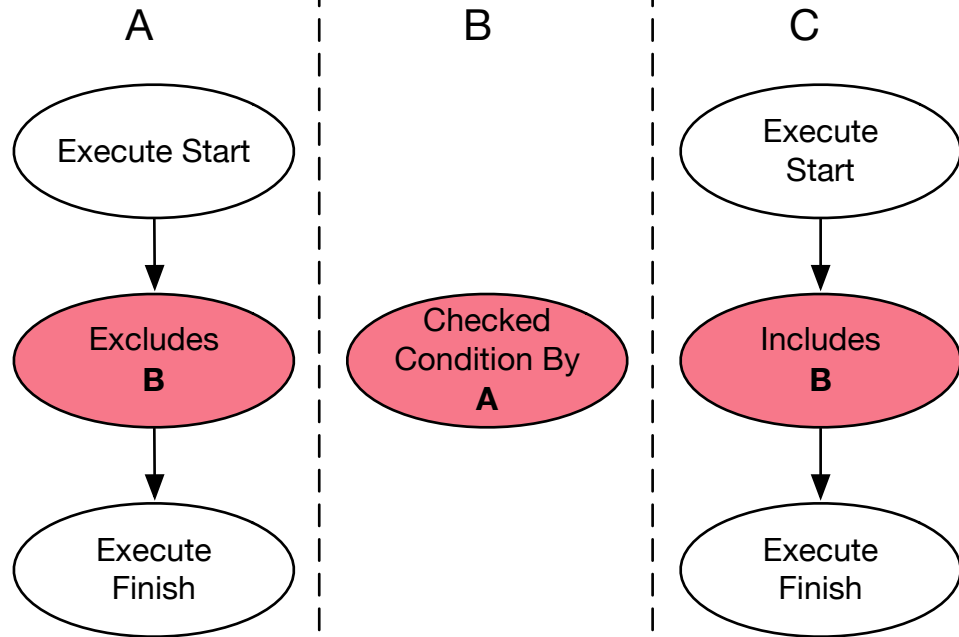 A
B
C
Execute Start
Execute
Start
Excludes
B
Checked
Condition By
A
Includes
B
Execute
Finish
Execute
Finish